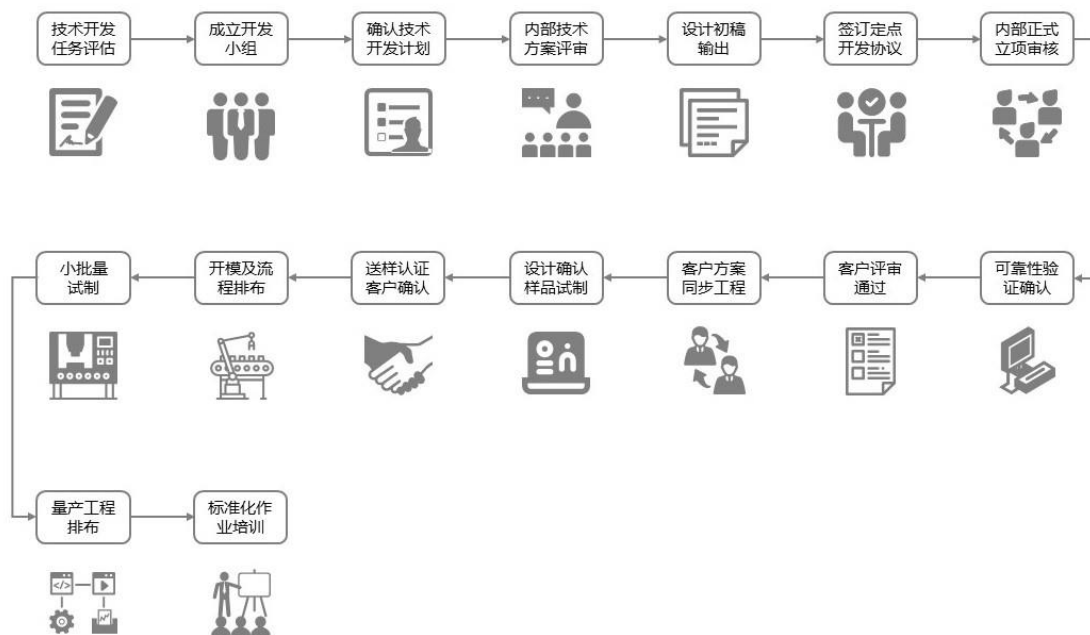 技术开发
任务评估
成立开发
小组
确认技术
开发计划
内部技术
方案评审
设计初稿
输出
签订定点
开发协议
内部正式
立项审核
可靠性验
证确认
客户评审
通过
客户方案
同步工程
设计确认
样品试制
送样认证
客户确认
开模及流
程排布
小批量
试制
量产工程
排布
标准化作
业培训